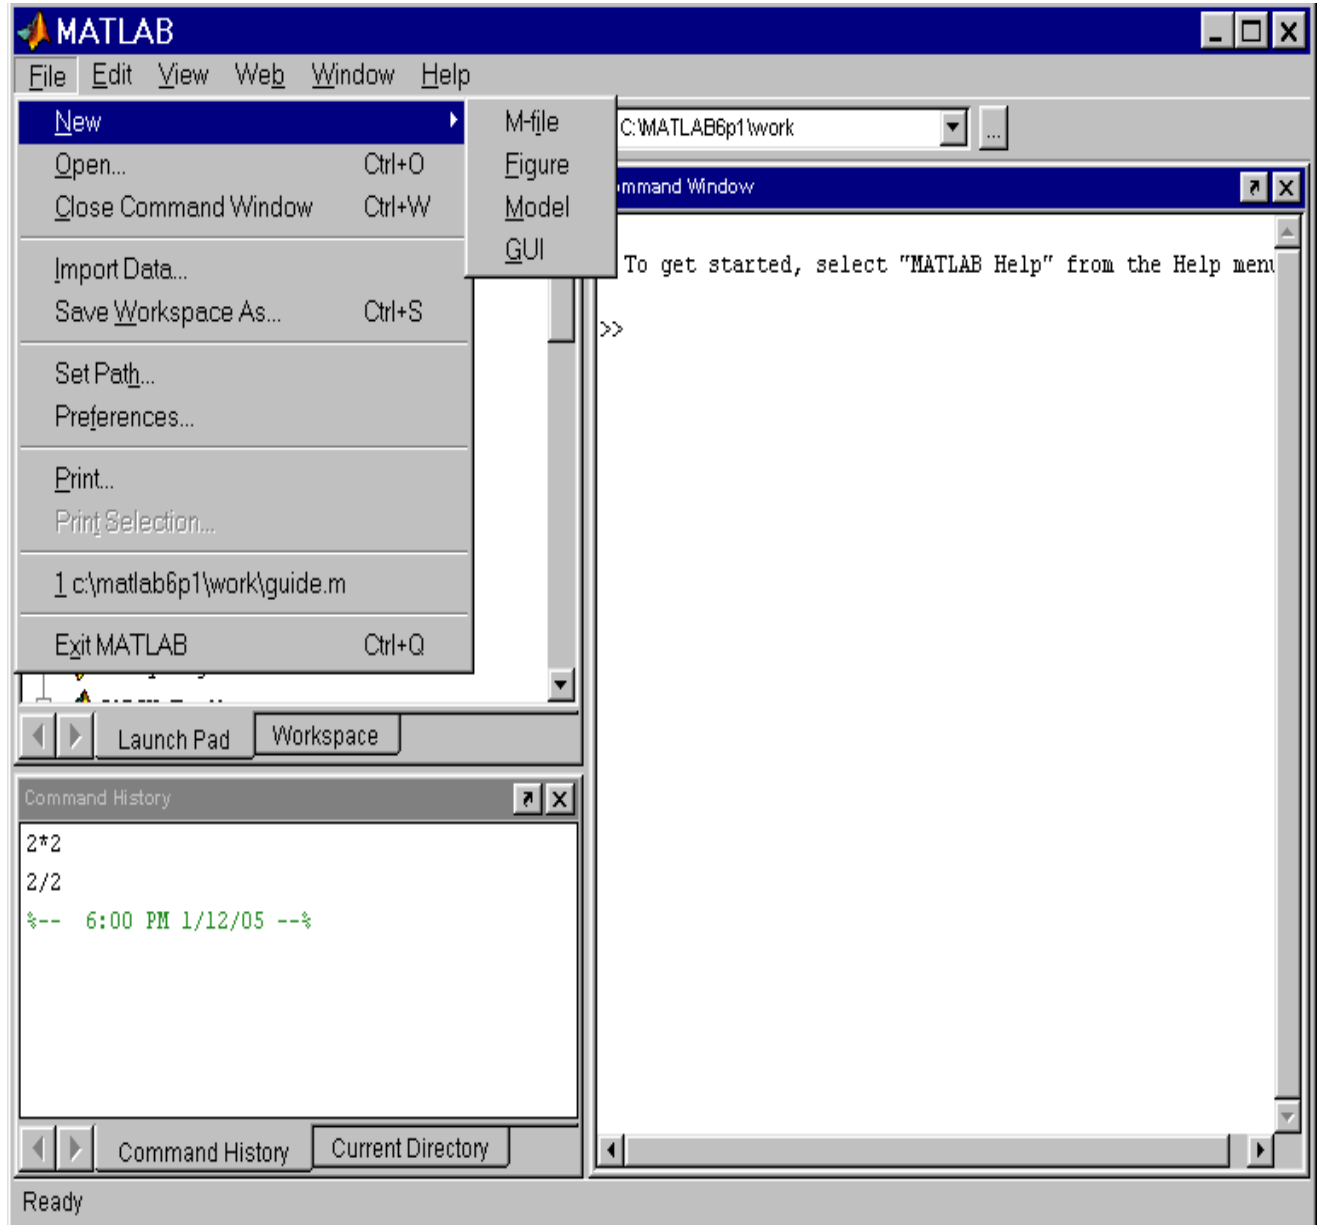 MATLAB
File Edit View Web Window Help
New
Open... Ctrl+O
Close Command Window Ctrl+W
Import Data...
Save Workspace As... Ctrl+S
Set Path...
Preferences...
Print...
Print Selection...
1 c:\matlab6p1\work\guide.m
Exit MATLAB Ctrl+Q
M-file
Figure
Model
GUI
C:\MATLAB6p1\work
...
mmand Window
To get started, select "MATLAB Help" from the Help menu
>>
Launch Pad Workspace
Command History
2*2
2/2
%-- 6:00 PM 1/12/05 --%
Command History Current Directory
Ready